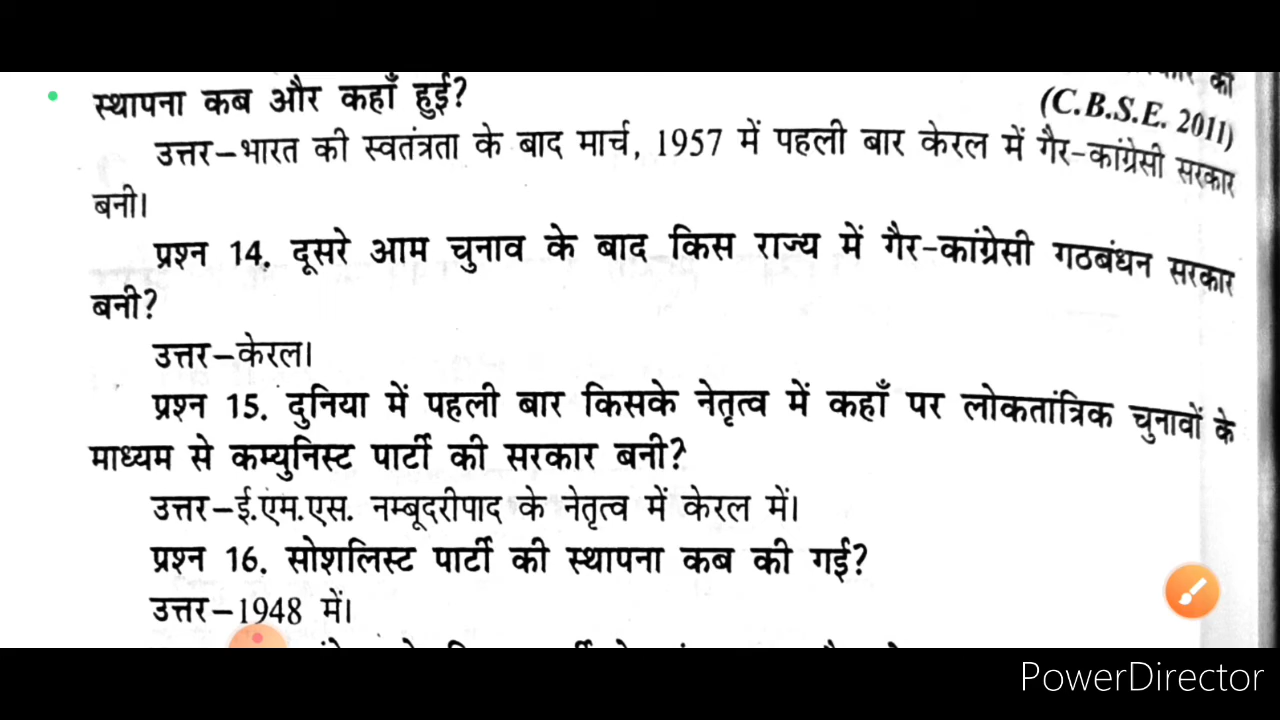 की
स्थापना कब और कहाँ हुई?
(C.B.S.E. 2011)
उत्तर–भारत की स्वतंत्रता के बाद मार्च, 1957 में पहली बार केरल में गैर-कांग्रेसी सरकार
बनी।
प्रश्न 14. दूसरे आम चुनाव के बाद किस राज्य में गैर-कांग्रेसी गठबंधन सरकार
बनी?
उत्तर–केरल।
प्रश्न 15. दुनिया में पहली बार किसके नेतृत्व में कहाँ पर लोकतांत्रिक चुनावों के
माध्यम से कम्युनिस्ट पार्टी की सरकार बनी?
उत्तर–ई.एम.एस. नम्बूदरीपाद के नेतृत्व में केरल में।
प्रश्न 16. सोशलिस्ट पार्टी की स्थापना कब की गई?
उत्तर–1948 में।
PowerDirector